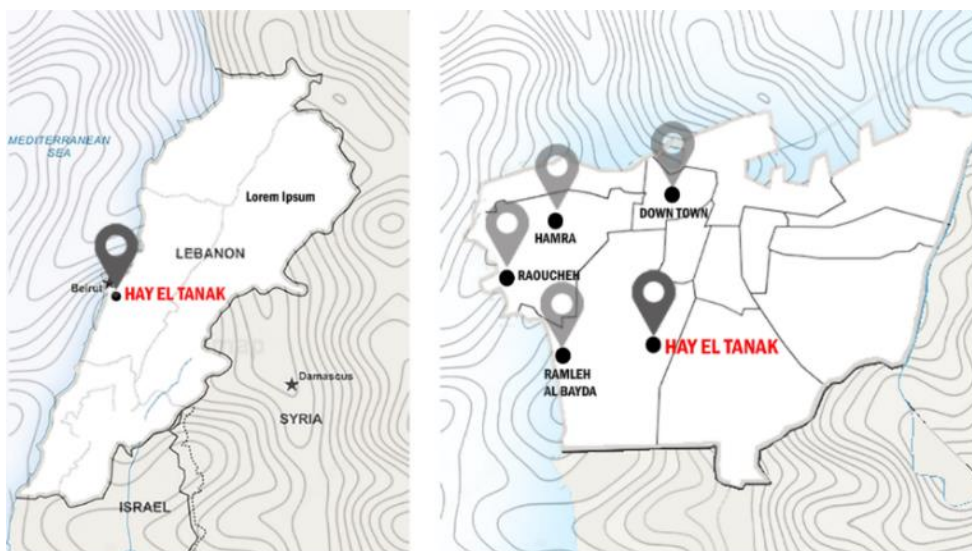 MEDITERRANEAN
SEA
Lorem Ipsum
LEBANON
Beirut
HAY EL TANAK
map
Damascus
SYRIA
ISRAEL
DOWN TOWN
HAMRA
RAOUCHEH
HAY EL TANAK
RAMLEH
AL BAYDA